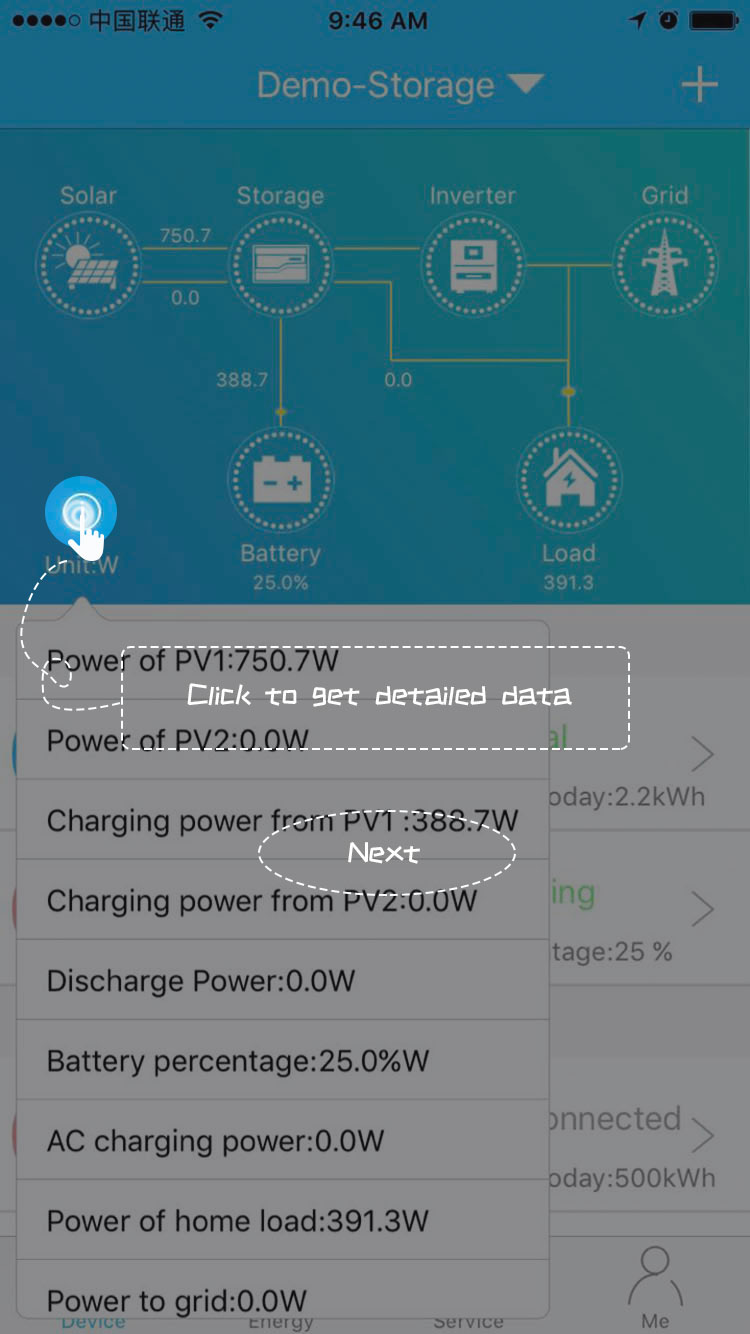 中国联通
9:46 AM
Demo-Storage
Solar
Storage
Inverter
Grid
750.7
0.0
388.7
0.0
Battery
25.0%
Load
391.3
Unit:W
Power of PV1:750.7W
Click to get detailed data
Power of PV2:0.0W
oday:2.2kWh
Charging power from PV1 :388.7W
Next
Charging power from PV2:0.0W
ing
tage:25 %
Discharge Power:0.0W
Battery percentage:25.0%W
onnected
AC charging power:0.0W
oday:500kWh
Power of home load:391.3W
Power to grid:0.0W
Device
Energy
Service
Me